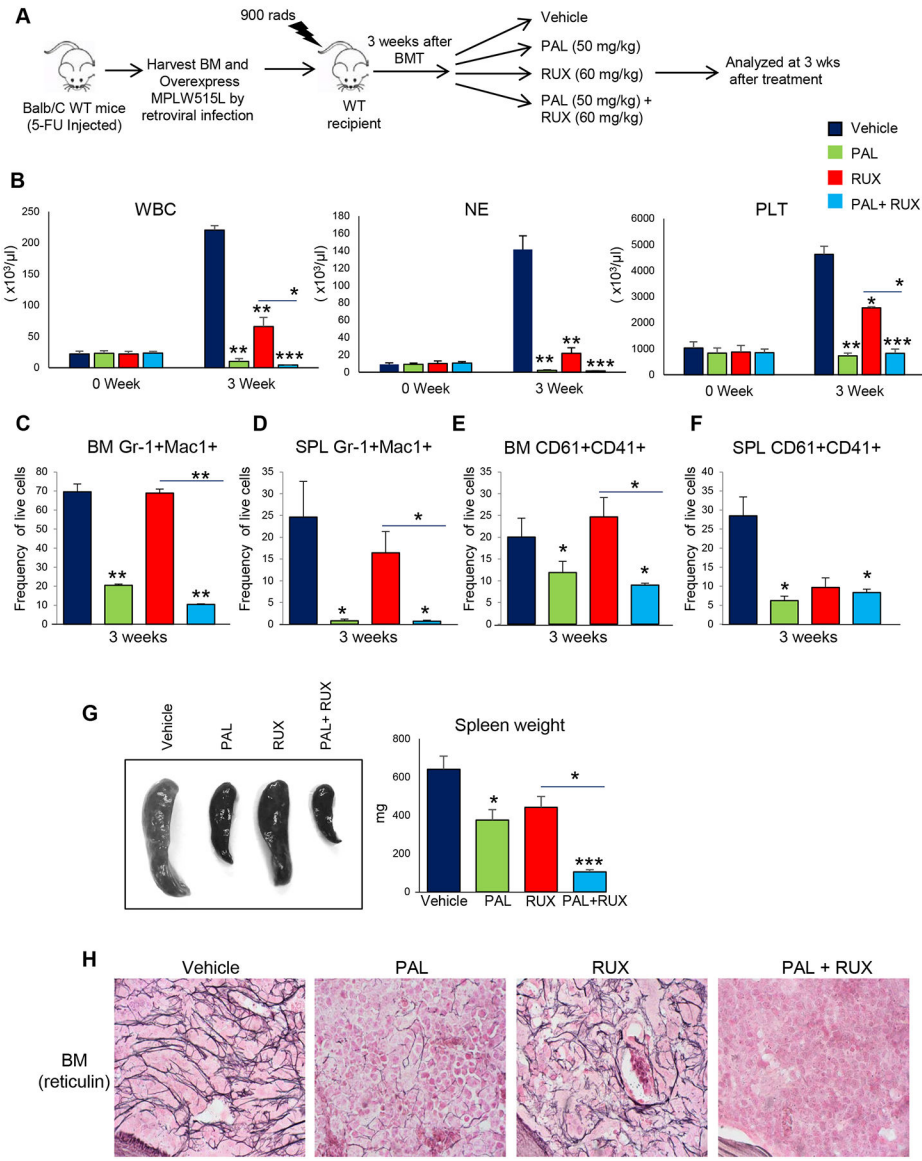 A
900 rads
Balb/C WT mice
(5-FU Injected)
Harvest BM and
Overexpress
MPLW515L by
retroviral infection
WT
recipient
3 weeks after
BMT
Vehicle
PAL (50 mg/kg)
RUX (60 mg/kg)
PAL (50 mg/kg) +
RUX (60 mg/kg)
Analyzed at 3 wks
after treatment
Vehicle
PAL
RUX
PAL+ RUX
B
WBC
( x10³/µl)
250
200
150
100
50
0
** ** *** *
0 Week 3 Week
NE
( x10³/µl)
180
160
140
120
100
80
60
40
20
0
** ** ***
0 Week 3 Week
PLT
( x10³/µl)
6000
5000
4000
3000
2000
1000
0
** * *** *
0 Week 3 Week
C
BM Gr-1+Mac1+
Frequency of live cells
80
70
60
50
40
30
20
10
0
** ** **
3 weeks
D
SPL Gr-1+Mac1+
Frequency of live cells
35
30
25
20
15
10
5
0
* * *
3 weeks
E
BM CD61+CD41+
Frequency of live cells
35
30
25
20
15
10
5
0
* * *
3 weeks
F
SPL CD61+CD41+
Frequency of live cells
40
35
30
25
20
15
10
5
0
* *
3 weeks
G
Vehicle
PAL
RUX
PAL+ RUX
Spleen weight
mg
800
600
400
200
0
* *** *
Vehicle PAL RUX PAL+RUX
H
Vehicle PAL RUX PAL + RUX
BM
(reticulin)